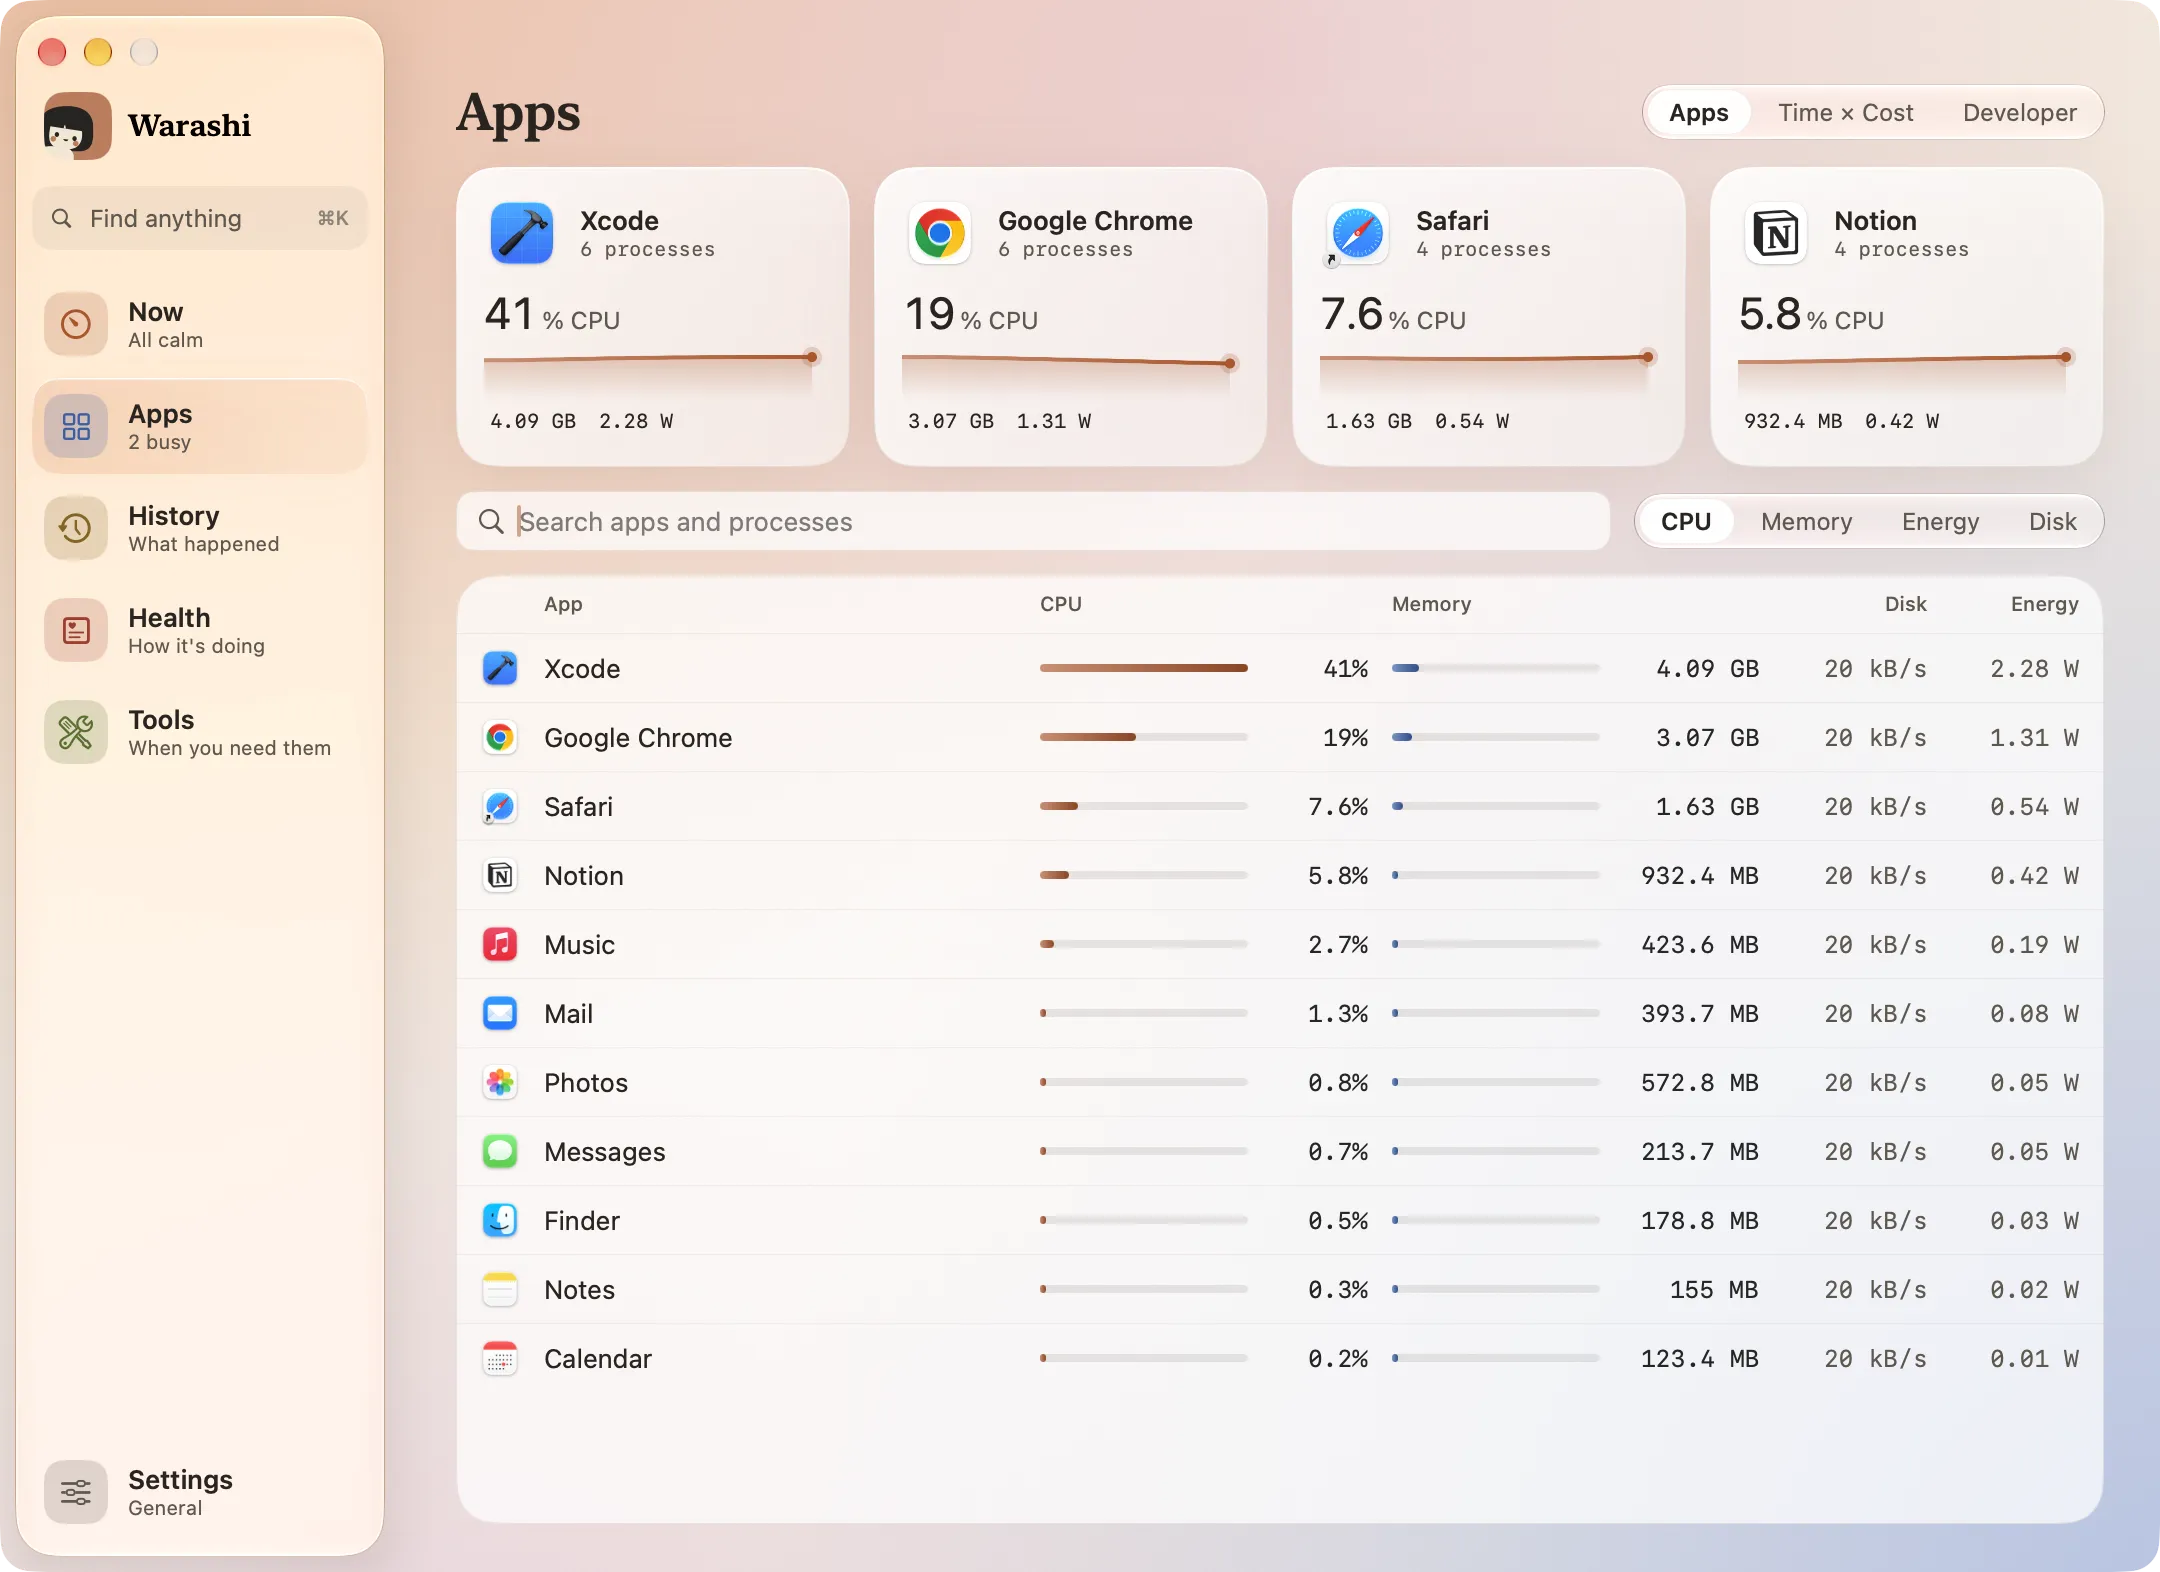 Warashi
Find anything ⌘K
Now
All calm
Apps
2 busy
History
What happened
Health
How it's doing
Tools
When you need them
Settings
General
Apps
Apps Time × Cost Developer
Xcode
6 processes
41 % CPU
4.09 GB 2.28 W
Google Chrome
6 processes
19 % CPU
3.07 GB 1.31 W
Safari
4 processes
7.6 % CPU
1.63 GB 0.54 W
Notion
4 processes
5.8 % CPU
932.4 MB 0.42 W
Search apps and processes
CPU Memory Energy Disk
App CPU Memory Disk Energy
Xcode 41% 4.09 GB 20 kB/s 2.28 W
Google Chrome 19% 3.07 GB 20 kB/s 1.31 W
Safari 7.6% 1.63 GB 20 kB/s 0.54 W
Notion 5.8% 932.4 MB 20 kB/s 0.42 W
Music 2.7% 423.6 MB 20 kB/s 0.19 W
Mail 1.3% 393.7 MB 20 kB/s 0.08 W
Photos 0.8% 572.8 MB 20 kB/s 0.05 W
Messages 0.7% 213.7 MB 20 kB/s 0.05 W
Finder 0.5% 178.8 MB 20 kB/s 0.03 W
Notes 0.3% 155 MB 20 kB/s 0.02 W
Calendar 0.2% 123.4 MB 20 kB/s 0.01 W